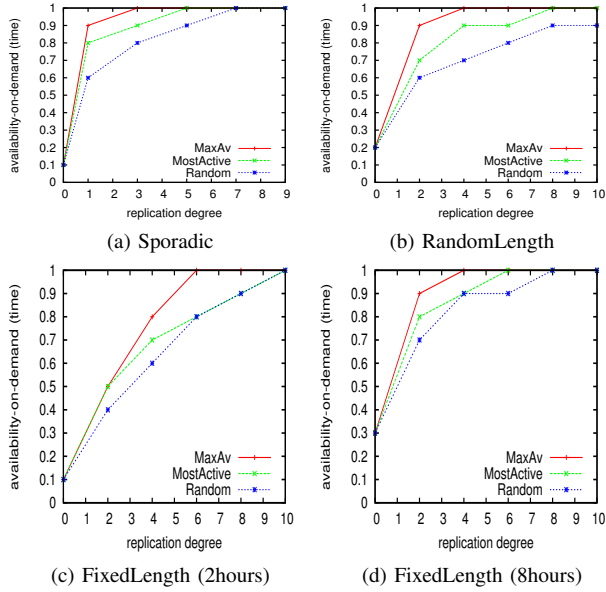 availability-on-demand (time)
1
0.9
0.8
0.7
0.6
0.5
0.4
0.3
0.2
0.1
0
MaxAv
MostActive
Random
0 1 2 3 4 5 6 7 8 9
replication degree
(a) Sporadic
availability-on-demand (time)
1
0.9
0.8
0.7
0.6
0.5
0.4
0.3
0.2
0.1
0
MaxAv
MostActive
Random
0 1 2 3 4 5 6 7 8 9 10
replication degree
(b) RandomLength
availability-on-demand (time)
1
0.9
0.8
0.7
0.6
0.5
0.4
0.3
0.2
0.1
0
MaxAv
MostActive
Random
0 1 2 3 4 5 6 7 8 9 10
replication degree
(c) FixedLength (2hours)
availability-on-demand (time)
1
0.9
0.8
0.7
0.6
0.5
0.4
0.3
0.2
0.1
0
MaxAv
MostActive
Random
0 1 2 3 4 5 6 7 8 9 10
replication degree
(d) FixedLength (8hours)